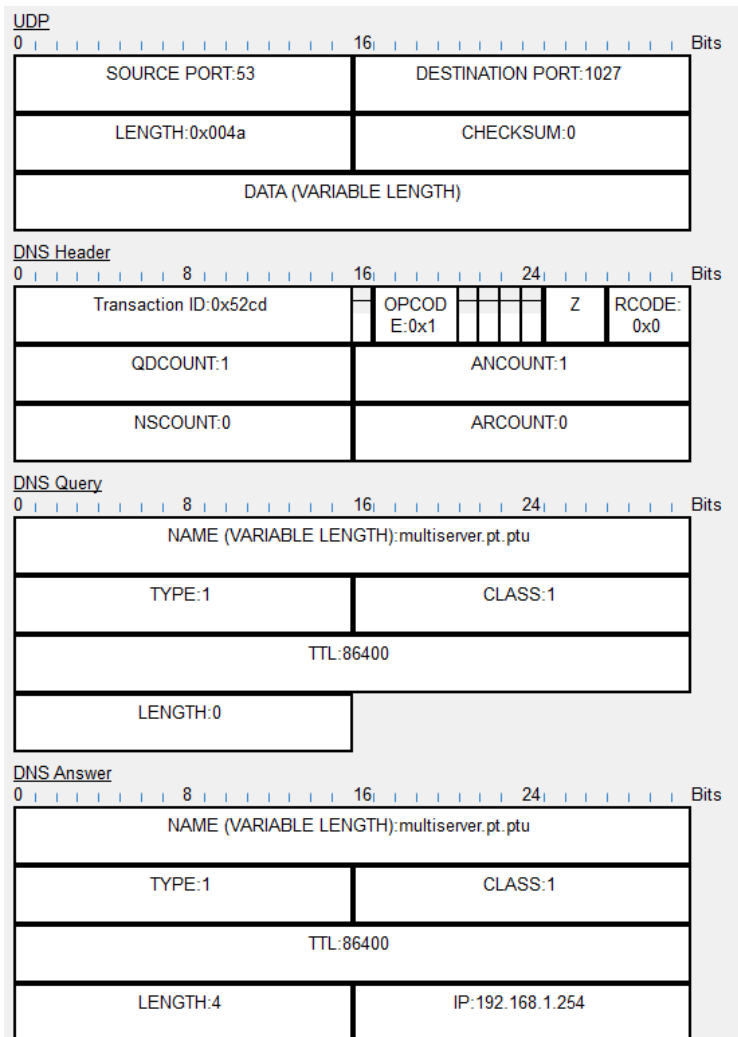 UDP
0 16 Bits
SOURCE PORT:53 DESTINATION PORT:1027
LENGTH:0x004a CHECKSUM:0
DATA (VARIABLE LENGTH)
DNS Header
0 8 16 24 Bits
Transaction ID:0x52cd OPCOD Z RCODE:
E:0x1 0x0
QDCOUNT:1 ANCOUNT:1
NSCOUNT:0 ARCOUNT:0
DNS Query
0 8 16 24 Bits
NAME (VARIABLE LENGTH):multiserver.pt.ptu
TYPE:1 CLASS:1
TTL:86400
LENGTH:0
DNS Answer
0 8 16 24 Bits
NAME (VARIABLE LENGTH):multiserver.pt.ptu
TYPE:1 CLASS:1
TTL:86400
LENGTH:4 IP:192.168.1.254